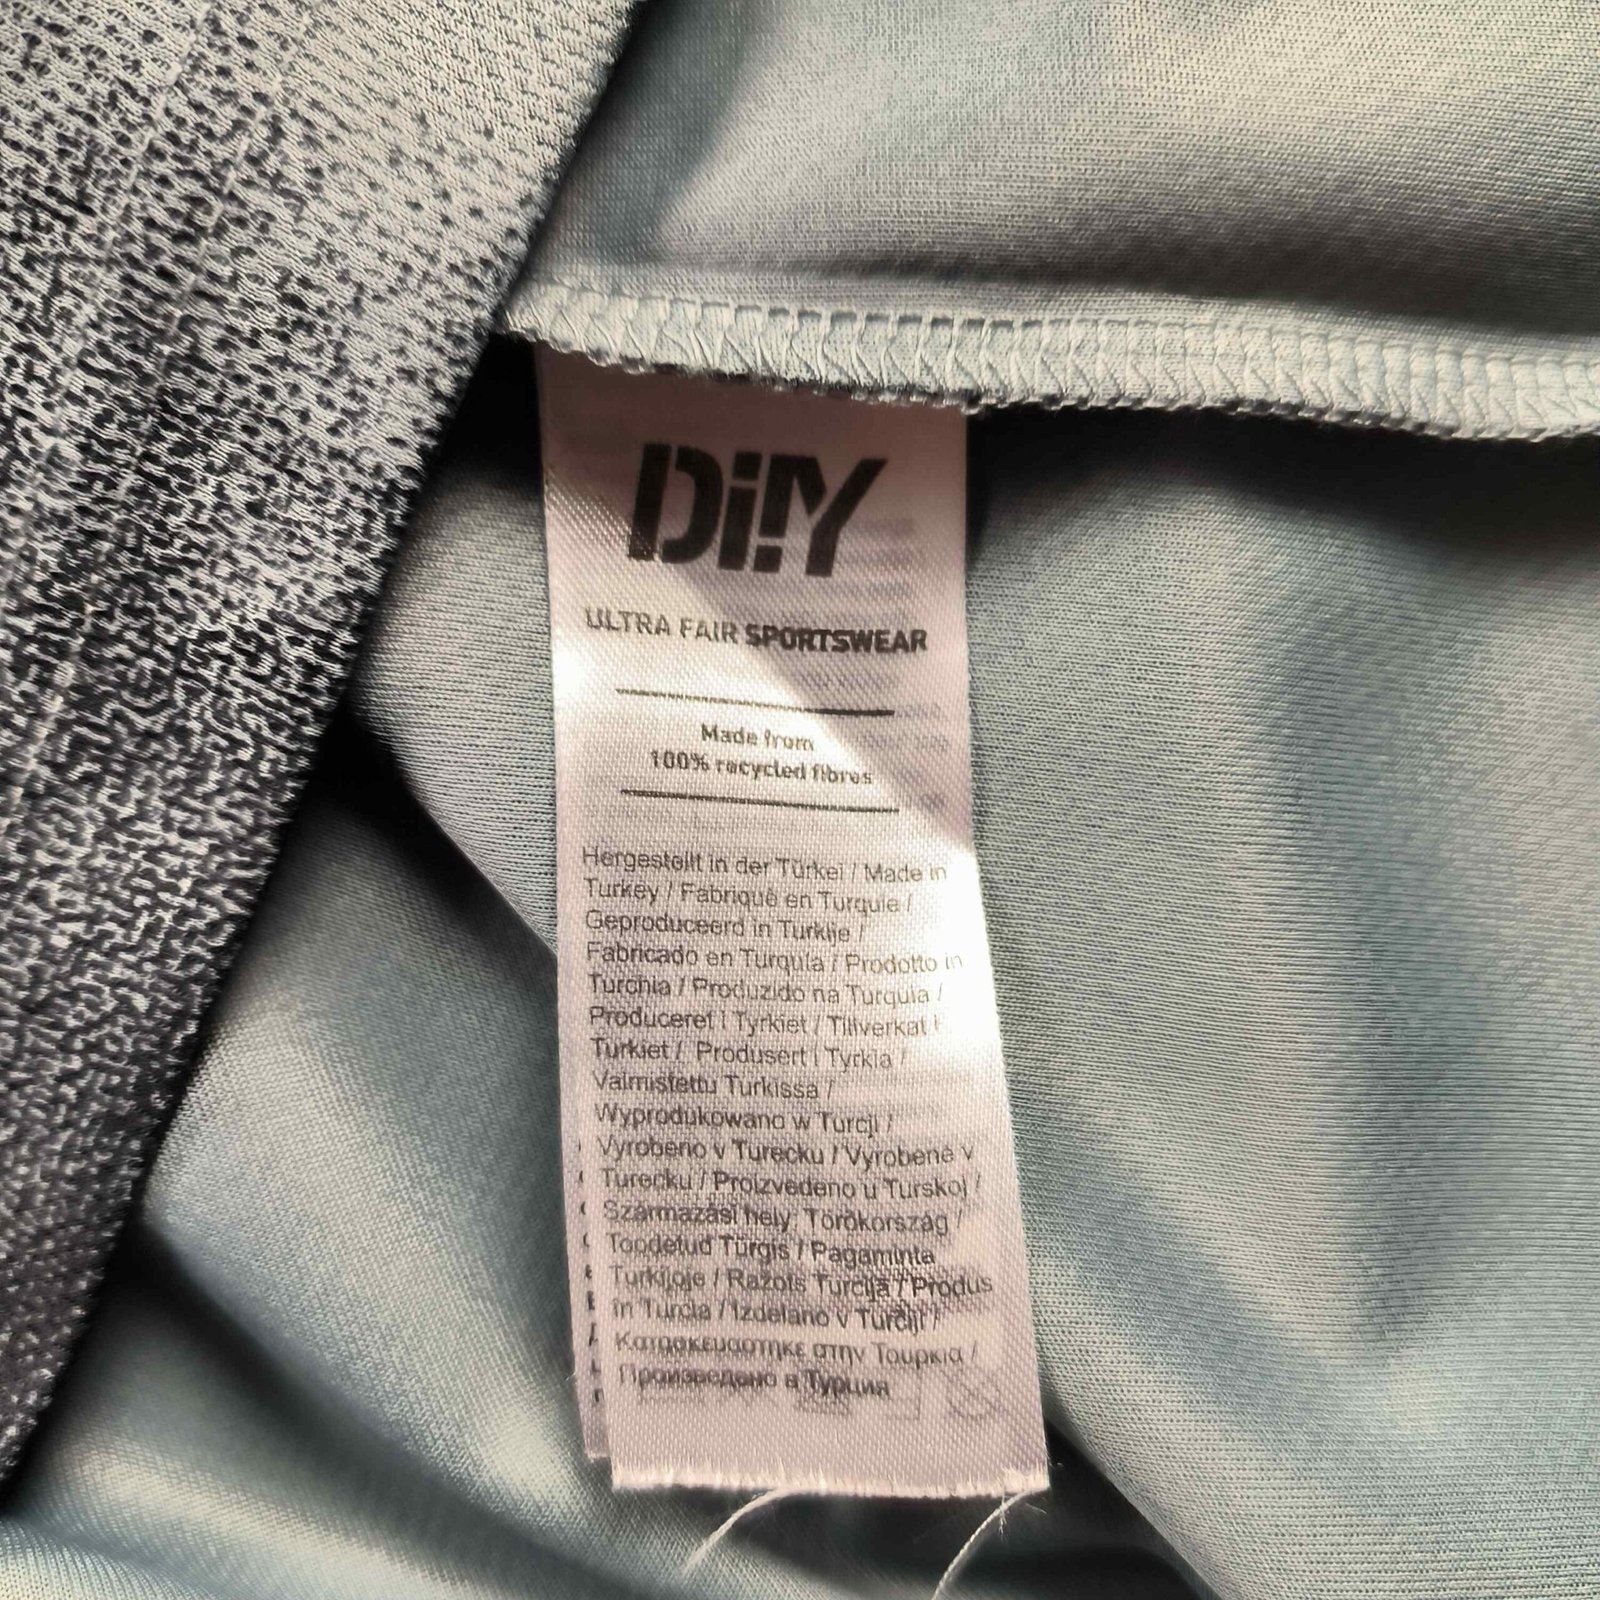 Di!Y
ULTRA FAIR SPORTSWEAR
Made from
100% recycled fibres
Hergestellt in der Türkei / Made in
Turkey / Fabriqué en Turquie /
Geproduceerd in Turkije /
Fabricado en Turquía / Prodotto in
Turchia / Produzido na Turquia /
Produceret i Tyrkiet / Tillverkat i
Turkiet / Produsert i Tyrkia /
Valmistettu Turkissa /
Wyprodukowano w Turcji /
Vyrobeno v Turecku / Vyrobené v
Turecku / Proizvedeno u Turskoj /
Származási hely: Törökország /
Toodetud Türgis / Pagaminta
Turkijoje / Ražots Turcijā / Produs
în Turcia / Izdelano v Turčiji /
Κατασκευάστηκε στην Τουρκία /
Произведено в Турция